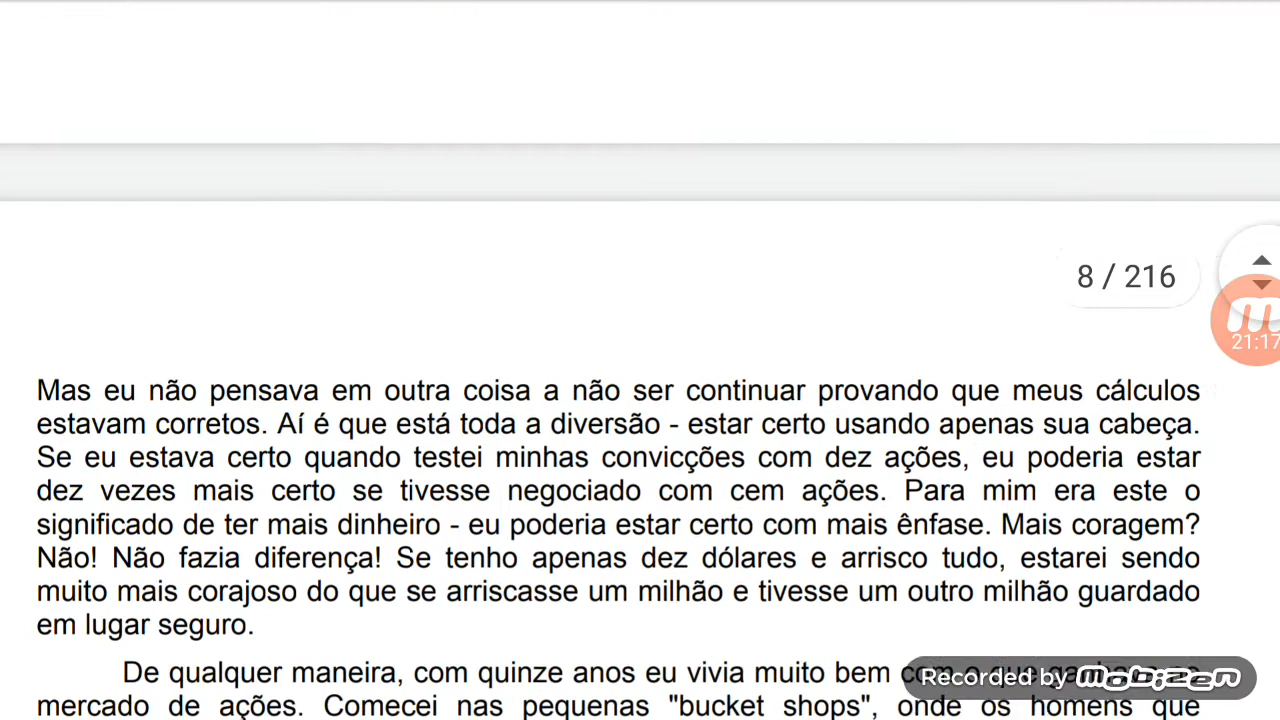 8 / 216
21:17
Mas eu não pensava em outra coisa a não ser continuar provando que meus cálculos
estavam corretos. Aí é que está toda a diversão - estar certo usando apenas sua cabeça.
Se eu estava certo quando testei minhas convicções com dez ações, eu poderia estar
dez vezes mais certo se tivesse negociado com cem ações. Para mim era este o
significado de ter mais dinheiro - eu poderia estar certo com mais ênfase. Mais coragem?
Não! Não fazia diferença! Se tenho apenas dez dólares e arrisco tudo, estarei sendo
muito mais corajoso do que se arriscasse um milhão e tivesse um outro milhão guardado
em lugar seguro.
De qualquer maneira, com quinze anos eu vivia muito bem com o que ganhava no
mercado de ações. Comecei nas pequenas "bucket shops", onde os homens que
Recorded by mobizen